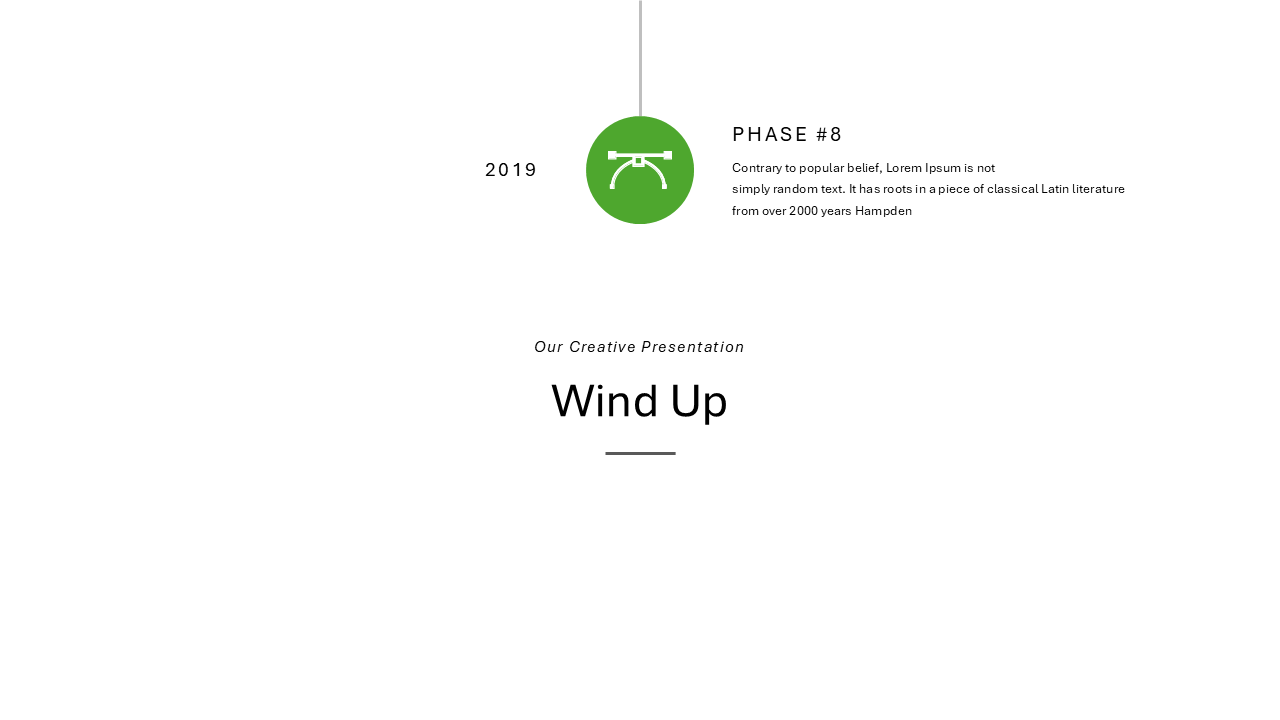 2019
PHASE #8
Contrary to popular belief, Lorem Ipsum is not
simply random text. It has roots in a piece of classical Latin literature
from over 2000 years Hampden
Our Creative Presentation
Wind Up